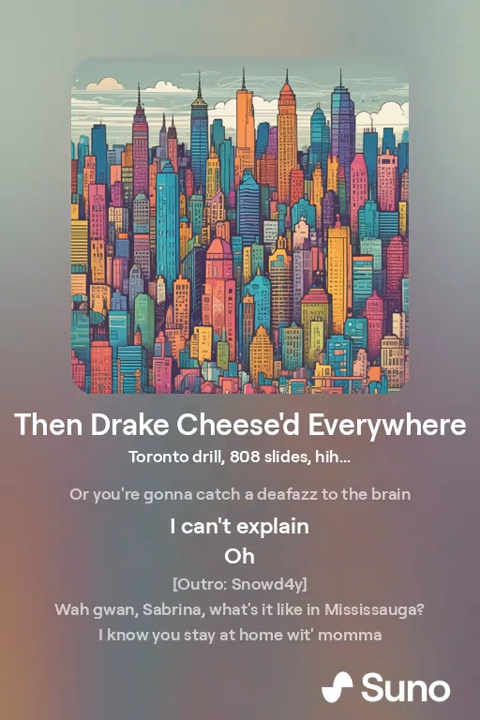 Then Drake Cheese'd Everywhere
Toronto drill, 808 slides, hih...
Or you're gonna catch a deafazz to the brain
I can't explain
Oh
[Outro: Snowd4y]
Wah gwan, Sabrina, what's it like in Mississauga?
I know you stay at home wit' momma
Suno